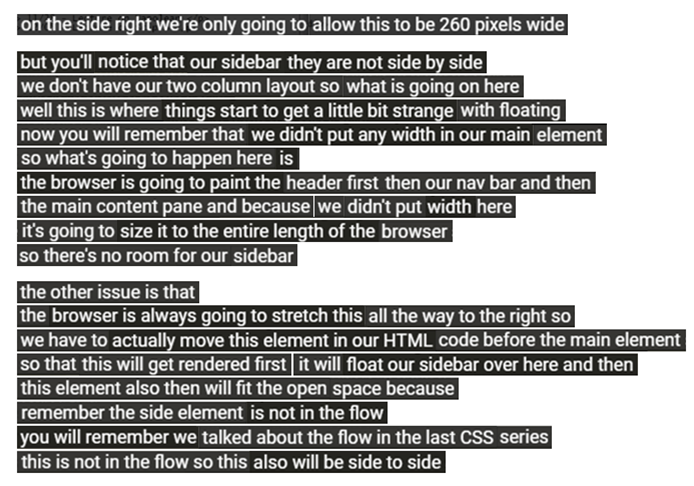 on the side right we're only going to allow this to be 260 pixels wide
but you'll notice that our sidebar they are not side by side
we don't have our two column layout so what is going on here
well this is where things start to get a little bit strange with floating
now you will remember that we didn't put any width in our main element
so what's going to happen here is
the browser is going to paint the header first then our nav bar and then
the main content pane and because we didn't put width here
it's going to size it to the entire length of the browser
so there's no room for our sidebar
the other issue is that
the browser is always going to stretch this all the way to the right so
we have to actually move this element in our HTML code before the main element
so that this will get rendered first it will float our sidebar over here and then
this element also then will fit the open space because
remember the side element is not in the flow
you will remember we talked about the flow in the last CSS series
this is not in the flow so this also will be side to side